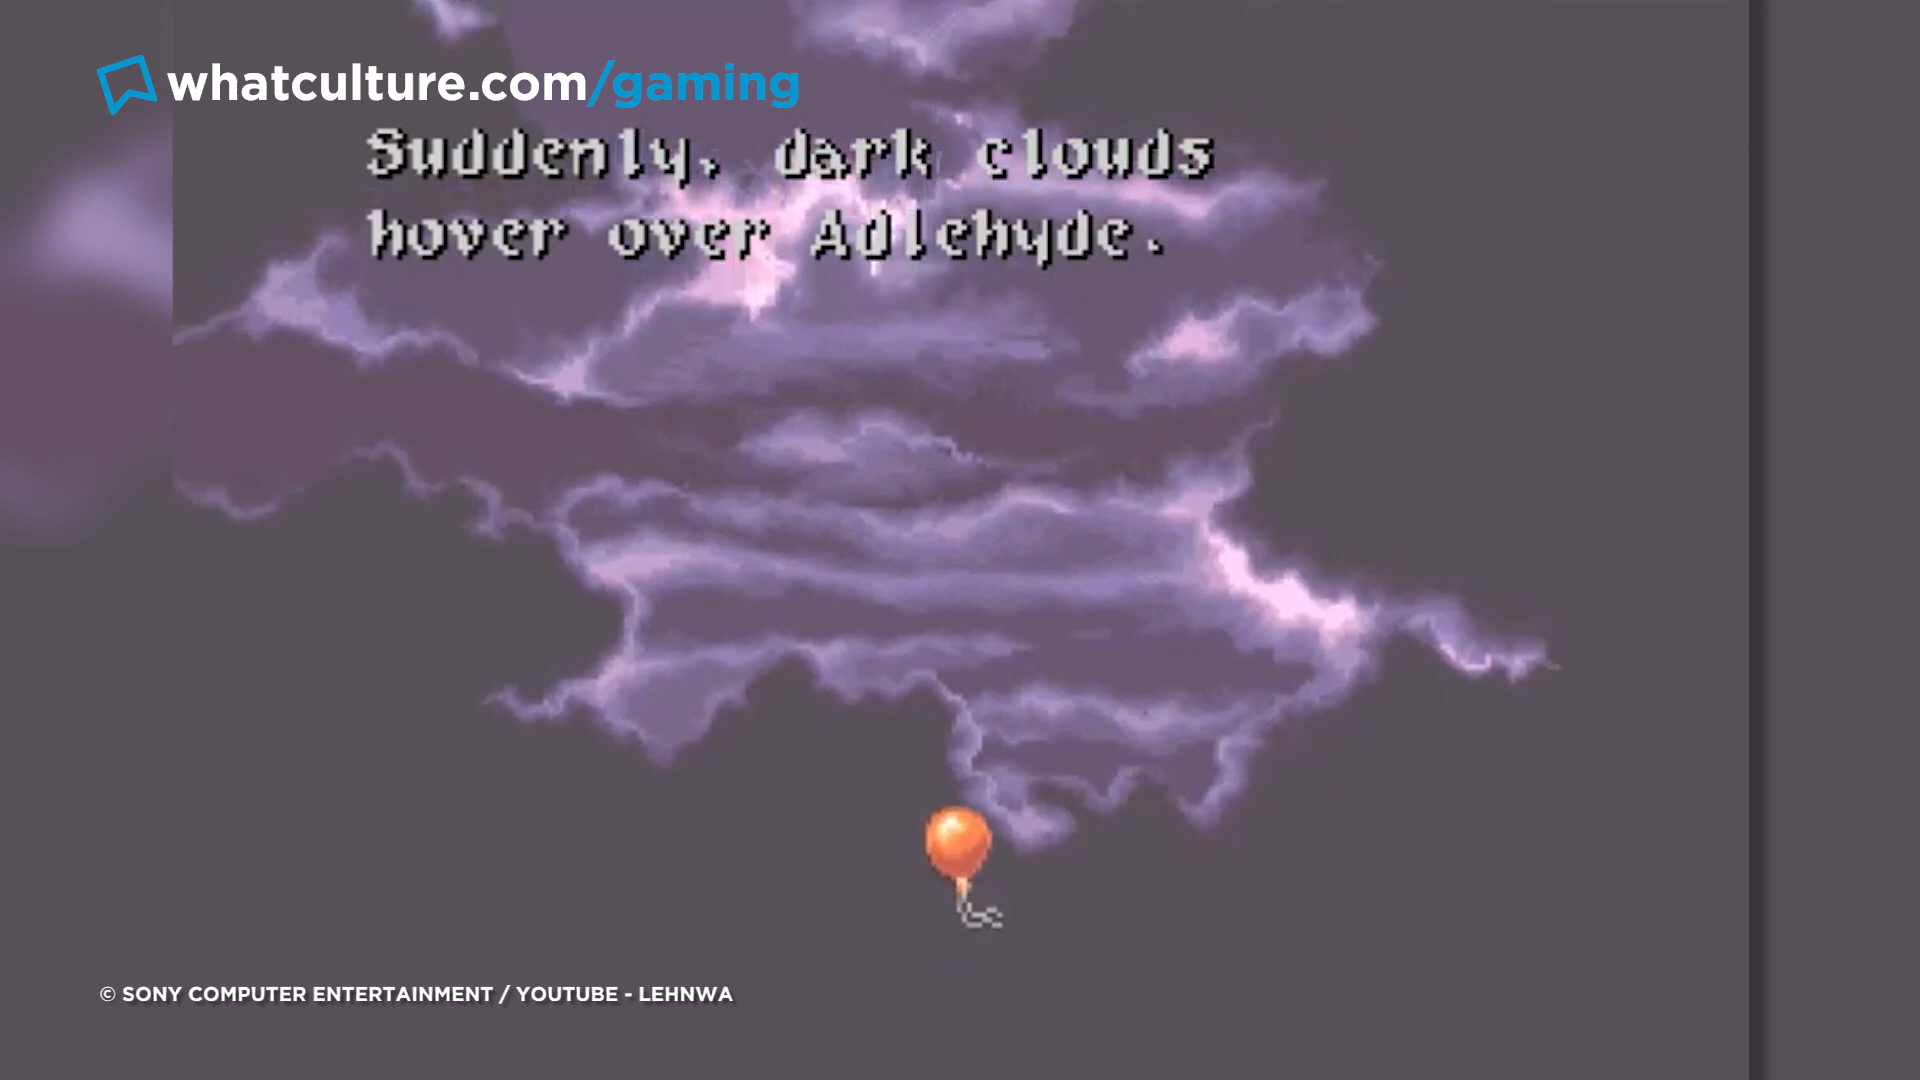 whatculture.com/gaming
Suddenly, dark clouds
hover over Adlehyde.
© SONY COMPUTER ENTERTAINMENT / YOUTUBE - LEHNWA